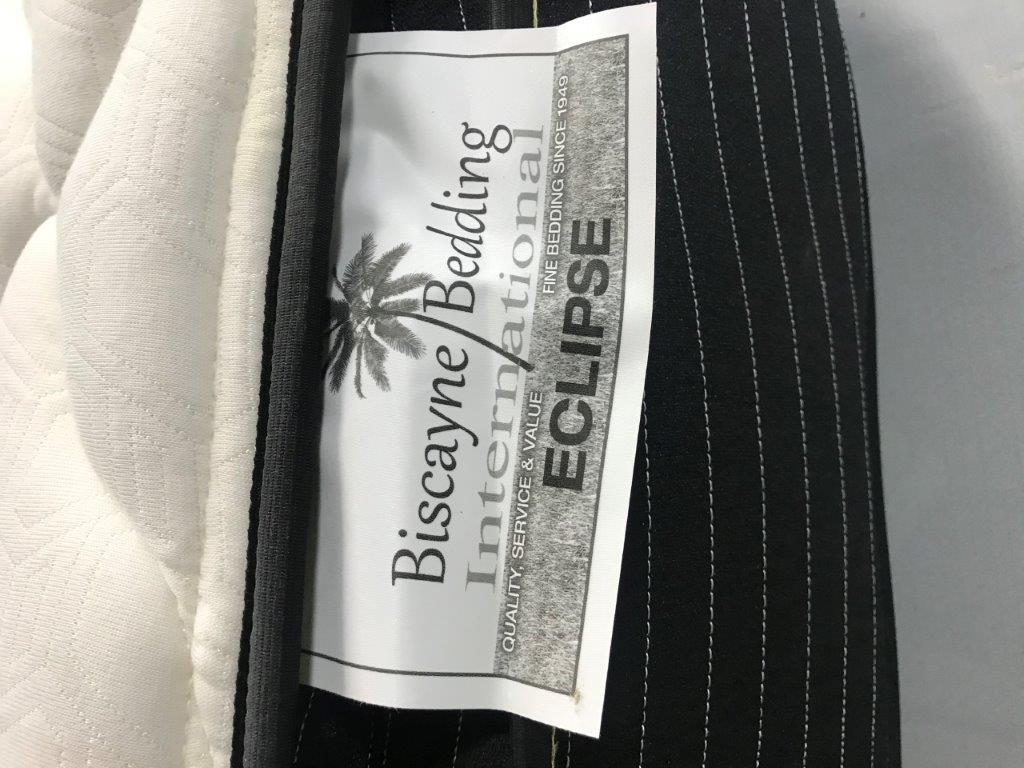 Biscayne Bedding
International
QUALITY, SERVICE & VALUE FINE BEDDING SINCE 1949
ECLIPSE